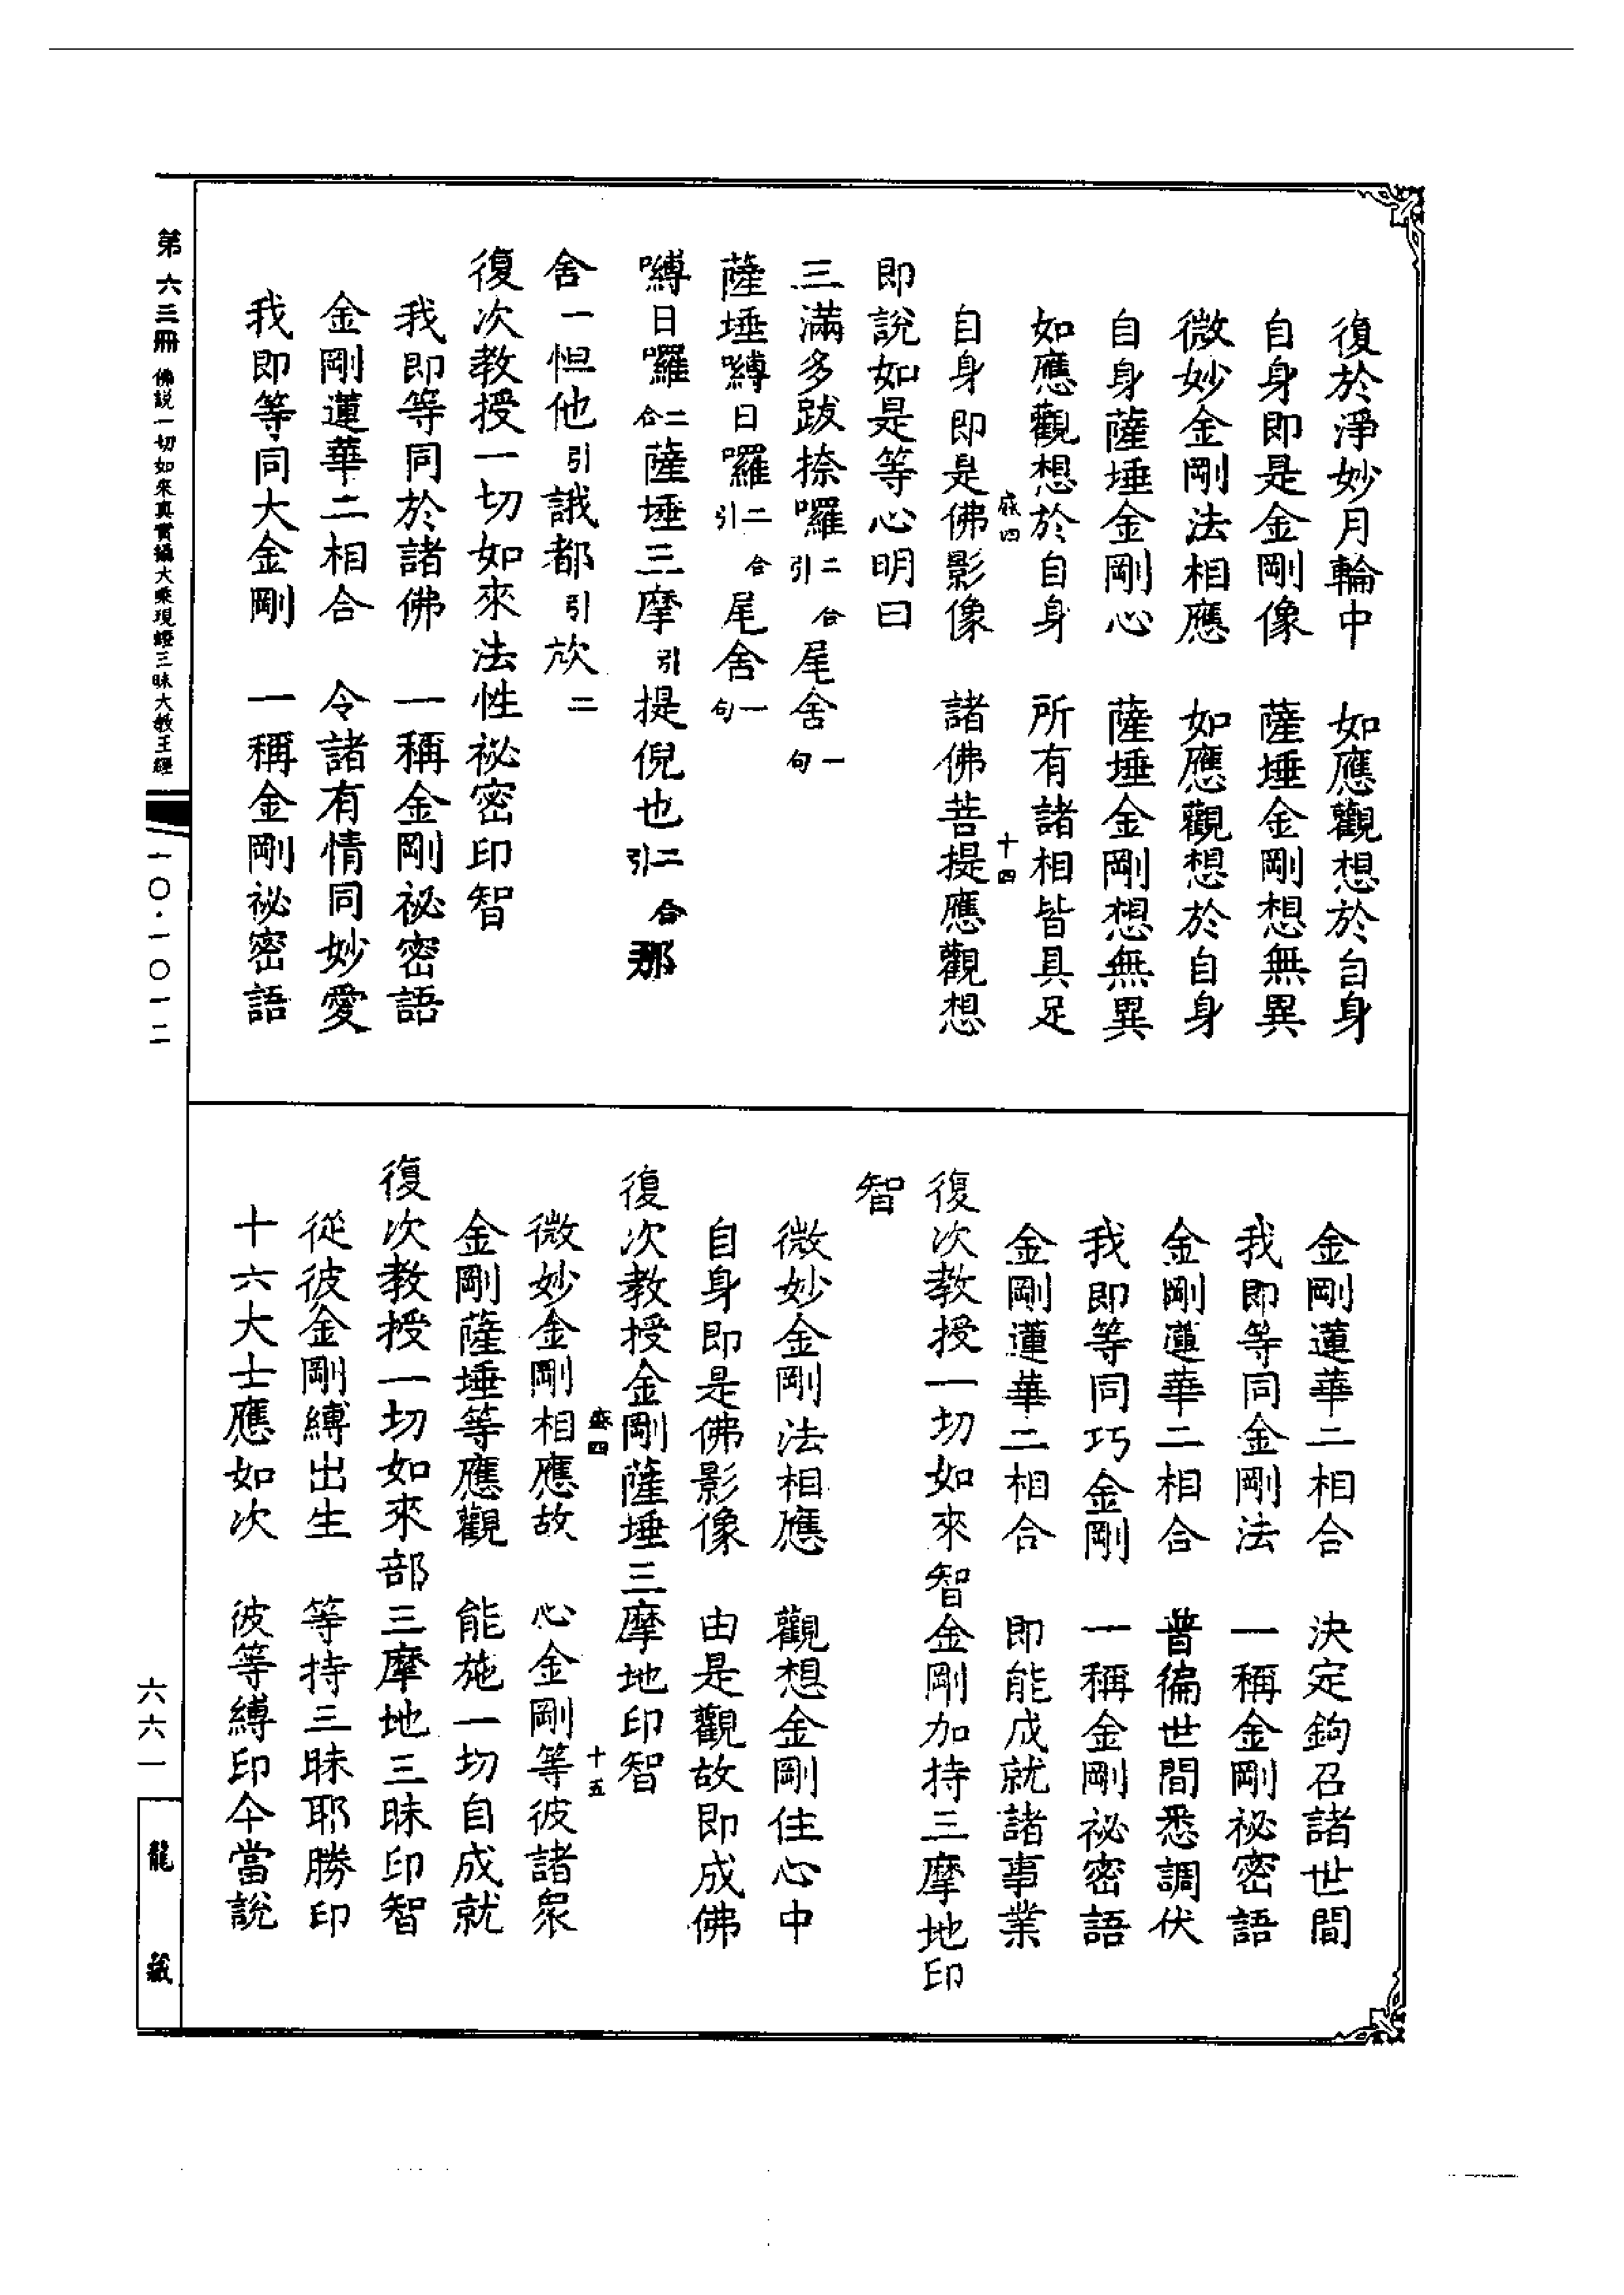 復於淨妙月輪中　如應觀想於自身
自身即是金剛像　薩埵金剛想無異
微妙金剛法相應　如應觀想於自身
自身薩埵金剛心　薩埵金剛想無異
如應觀想於自身　所有諸相皆具足
四　十四
自身即是佛影像　諸佛菩提應觀想
即說如是等心明曰
三滿多跋捺囉二合引尾舍一句
薩埵嚩日囉二合引尾舍一句
嚩日囉二合薩埵三摩引提倪也二合引那
舍一怛他引誐都引欻二
復次教授一切如來法性祕密印智
我即等同於諸佛　一稱金剛祕密語
金剛蓮華二相合　令諸有情同妙愛
我即等同大金剛　一稱金剛祕密語
金剛蓮華二相合　決定鉤召諸世間
我即等同金剛法　一稱金剛祕密語
金剛蓮華二相合　普徧世間悉調伏
我即等同巧金剛　一稱金剛祕密語
金剛蓮華二相合　即能成就諸事業
復次教授一切如來智金剛加持三摩地印
智
微妙金剛法相應　觀想金剛住心中
自身即是佛影像　由是觀故即成佛
復次教授金剛薩埵三摩地印智
四　十五
微妙金剛相應故　心金剛等彼諸衆
金剛薩埵等應觀　能施一切自成就
復次教授一切如來部三摩地三昧印智
從彼金剛縛出生　等持三昧耶勝印
十六大士應如次　彼等縛印今當說
第六三冊　佛說一切如來真實攝大乘現證三昧大教王經
一〇·一〇一二
六六一
龍藏